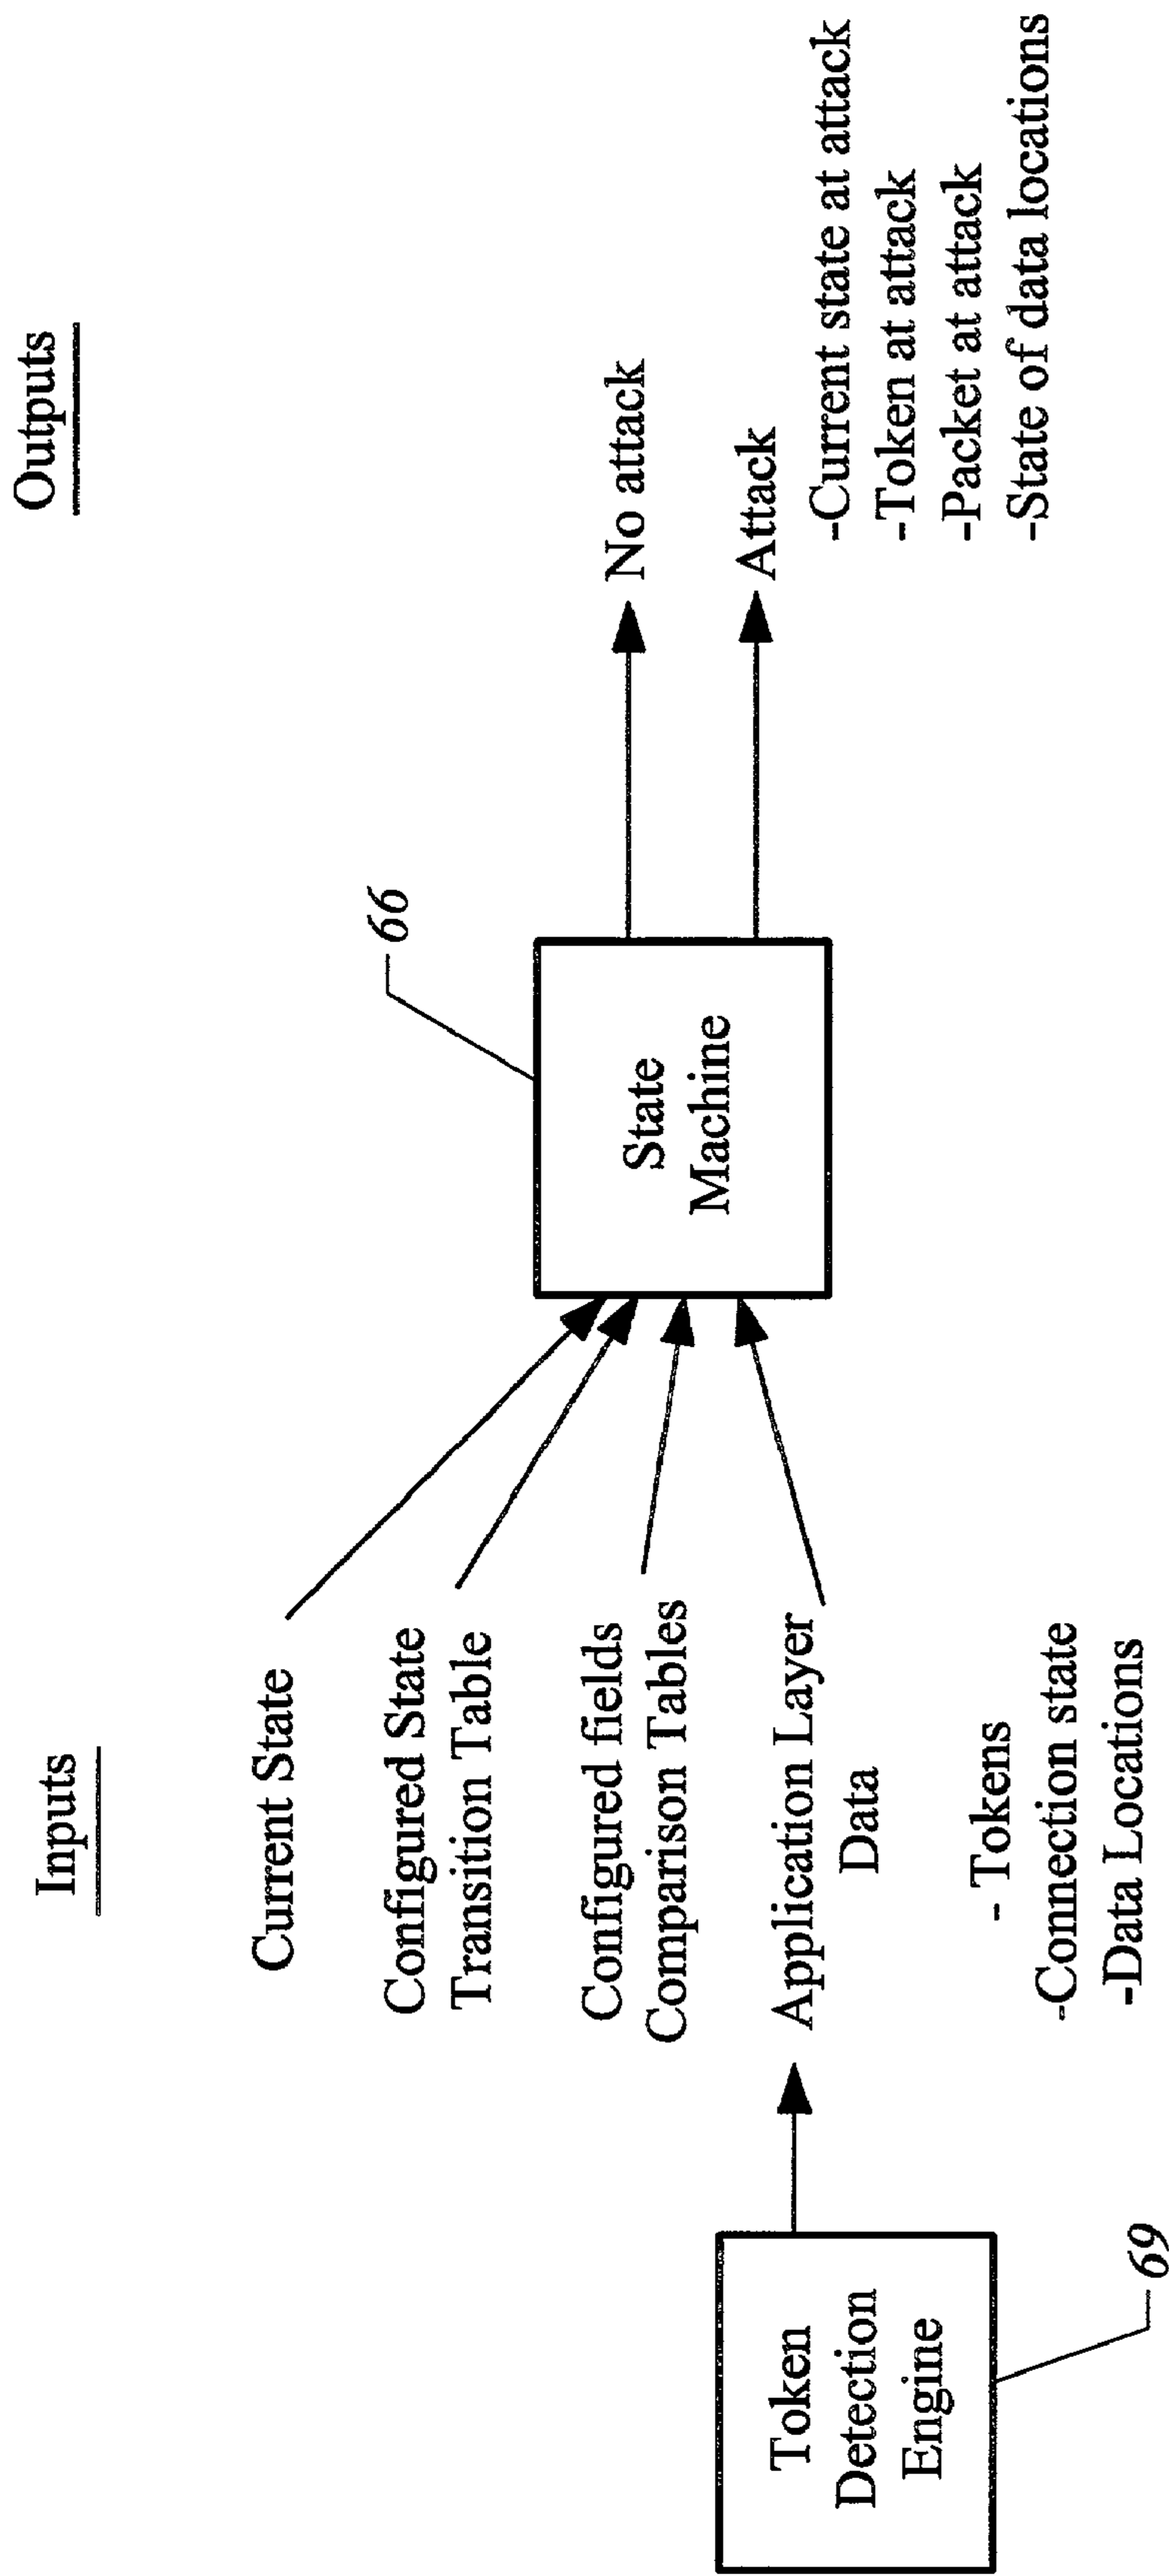 Inputs
Outputs
Current State
Configured State
Transition Table
Configured fields
Comparison Tables
Application Layer
Data
- Tokens
-Connection state
-Data Locations
Token
Detection
Engine
69
State
Machine
66
No attack
Attack
-Current state at attack
-Token at attack
-Packet at attack
-State of data locations